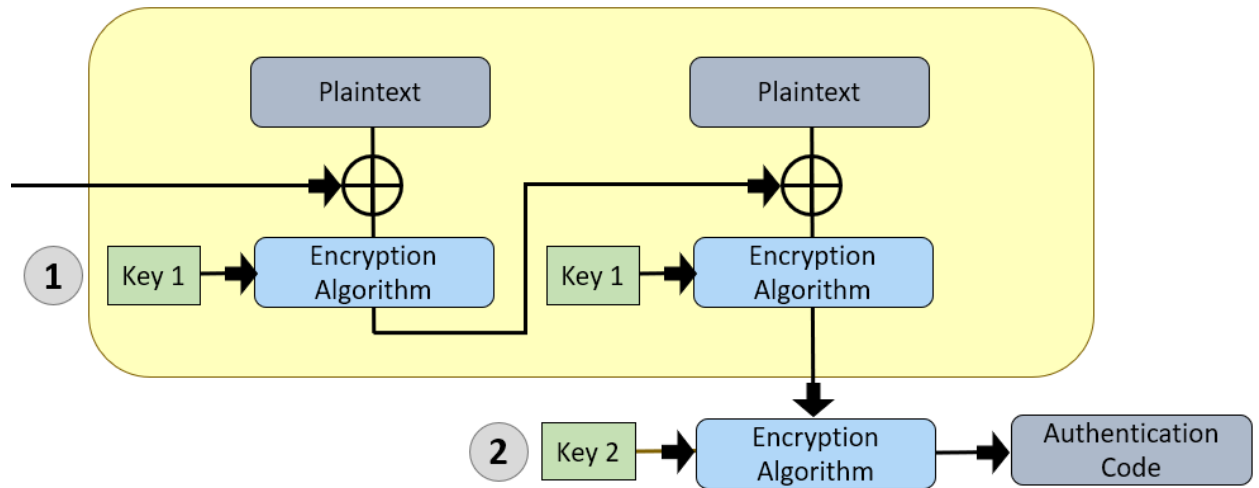 Plaintext
Plaintext
1
Key 1
Encryption
Algorithm
Key 1
Encryption
Algorithm
2
Key 2
Encryption
Algorithm
Authentication
Code